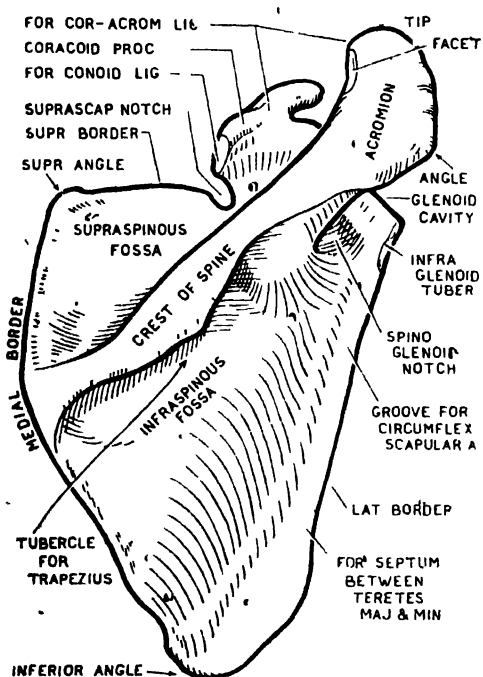 FOR COR-ACROM LIG
CORACOID PROC
FOR CONOID LIG
SUPRASCAP NOTCH
SUPR BORDER
SUPR ANGLE
TIP
FACET
ACROMION
ANGLE
GLENOID
CAVITY
SUPRASPINOUS
FOSSA
CREST OF SPINE
INFRA
GLENOID
TUBER
MEDIAL BORDER
SPINO
GLENOID
NOTCH
INFRASPINOUS
FOSSA
GROOVE FOR
CIRCUMFLEX
SCAPULAR A
LAT BORDER
TUBERCLE
FOR
TRAPEZIUS
FOR SEPTUM
BETWEEN
TERETES
MAJ & MIN
INFERIOR ANGLE